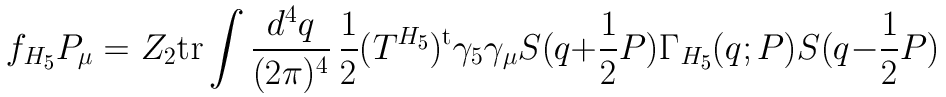 $f_{H_5} P_\mu = Z_2 \mathrm{tr} \int \frac{d^4 q}{(2\pi)^4} \frac{1}{2} (T^{H_5})^{\mathrm{t}} \gamma_5 \gamma_\mu S(q + \frac{1}{2} P) \Gamma_{H_5}(q; P) S(q - \frac{1}{2} P)$